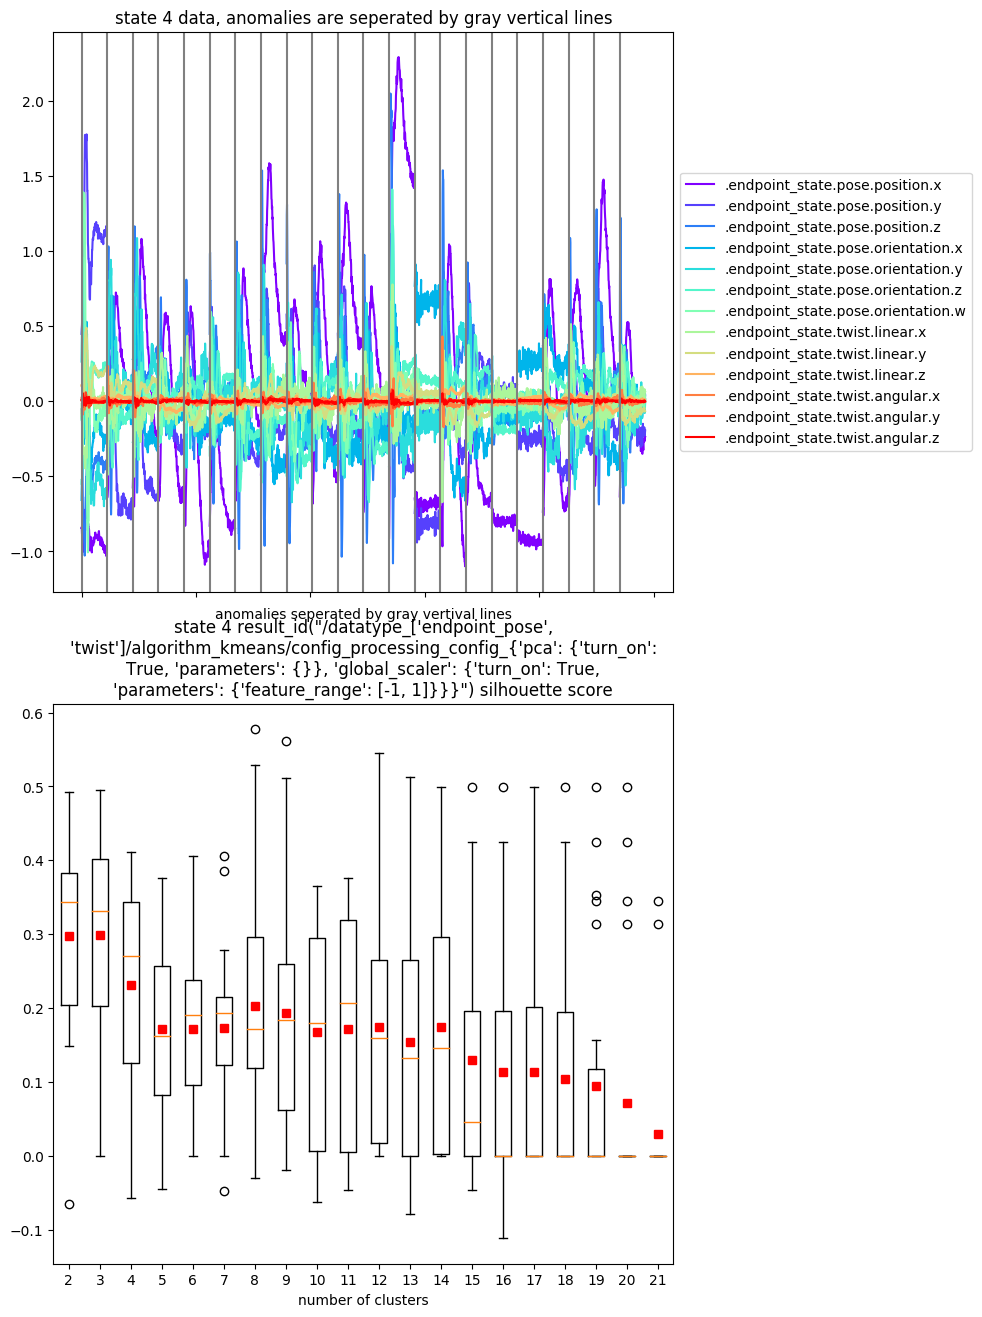 state 4 data, anomalies are seperated by gray vertical lines
2.0
1.5
1.0
0.5
0.0
−0.5
−1.0
.endpoint_state.pose.position.x
.endpoint_state.pose.position.y
.endpoint_state.pose.position.z
.endpoint_state.pose.orientation.x
.endpoint_state.pose.orientation.y
.endpoint_state.pose.orientation.z
.endpoint_state.pose.orientation.w
.endpoint_state.twist.linear.x
.endpoint_state.twist.linear.y
.endpoint_state.twist.linear.z
.endpoint_state.twist.angular.x
.endpoint_state.twist.angular.y
.endpoint_state.twist.angular.z
anomalies seperated by gray vertival lines
state 4 result_id("/datatype_['endpoint_pose',
'twist']/algorithm_kmeans/config_processing_config_{'pca': {'turn_on':
True, 'parameters': {}}, 'global_scaler': {'turn_on': True,
'parameters': {'feature_range': [-1, 1]}}}") silhouette score
0.6
0.5
0.4
0.3
0.2
0.1
0.0
−0.1
2 3 4 5 6 7 8 9 10 11 12 13 14 15 16 17 18 19 20 21
number of clusters